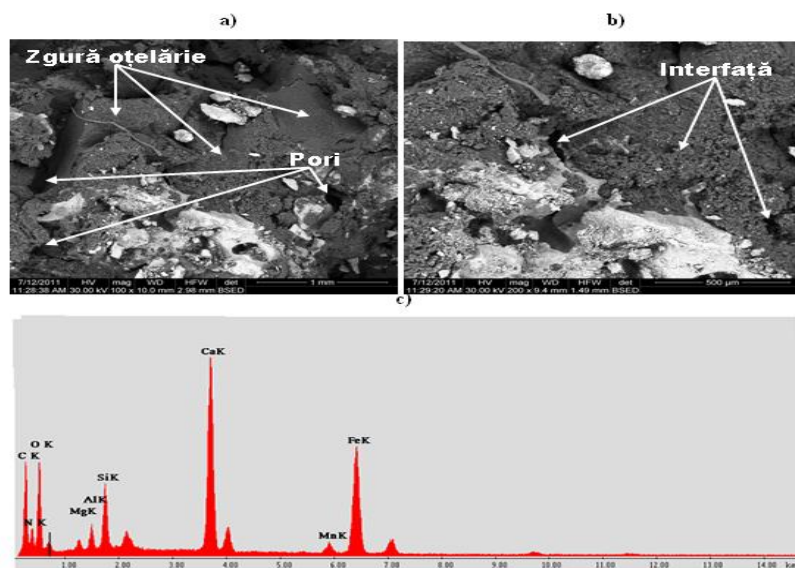 a)
b)
Zgură oțelărie
Pori
Interfață
7/12/2011 HV mag WD HFW det 1 mm
11:28:38 AM 30.00 kV 100 x 10.0 mm 2.98 mm BSED
7/12/2011 HV mag WD HFW det 500 µm
11:29:20 AM 30.00 kV 200 x 9.4 mm 1.49 mm BSED
c)
CaK
O K
C K
N K
MgK
AlK
SiK
MnK
FeK
1.00 2.00 3.00 4.00 5.00 6.00 7.00 8.00 9.00 10.00 11.00 12.00 13.00 14.00